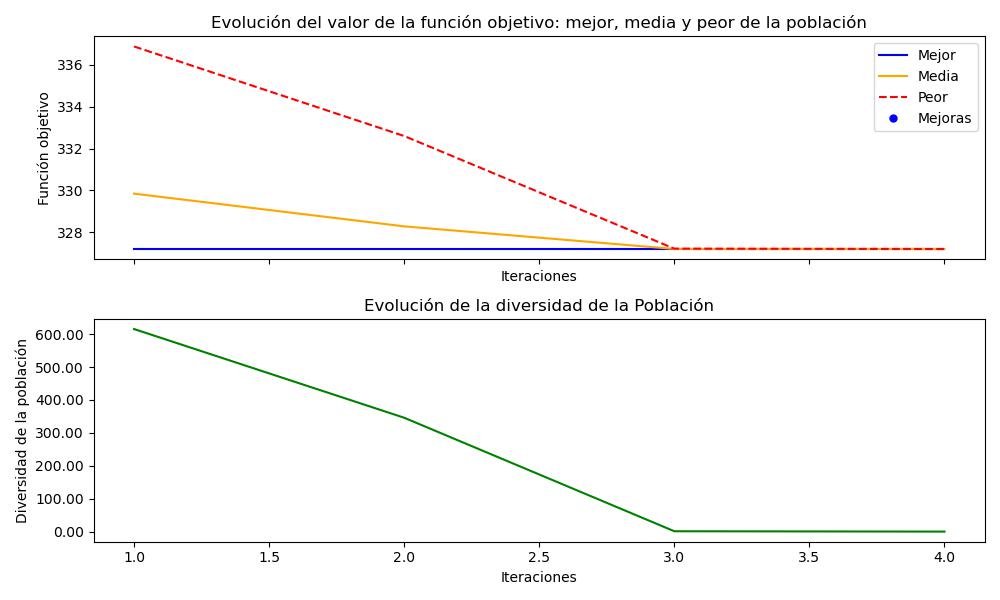 Evolución del valor de la función objetivo: mejor, media y peor de la población
Función objetivo
336
334
332
330
328
Mejor
Media
Peor
Mejoras
Iteraciones
Evolución de la diversidad de la Población
Diversidad de la población
600.00
500.00
400.00
300.00
200.00
100.00
0.00
1.0 1.5 2.0 2.5 3.0 3.5 4.0
Iteraciones